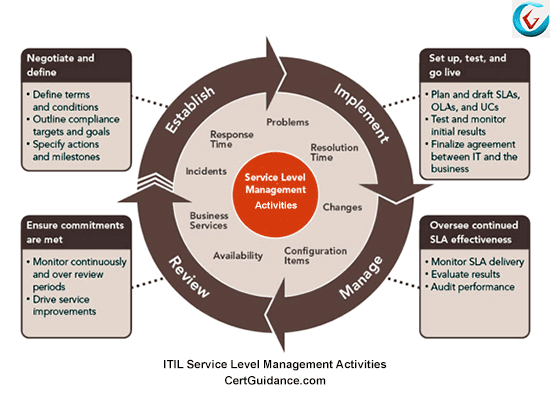 Negotiate and
define
• Define terms
and conditions
• Outline compliance
targets and goals
• Specify actions
and milestones
Set up, test, and
go live
• Plan and draft SLAs,
OLAs, and UCs
• Test and monitor
initial results
• Finalize agreement
between IT and the
business
Establish
Implement
Manage
Review
Problems
Response
Time
Resolution
Time
Incidents
Service Level
Management
Activities
Changes
Business
Services
Availability
Configuration
Items
Ensure commitments
are met
• Monitor continuously
and over review
periods
• Drive service
improvements
Oversee continued
SLA effectiveness
• Monitor SLA delivery
• Evaluate results
• Audit performance
ITIL Service Level Management Activities
CertGuidance.com